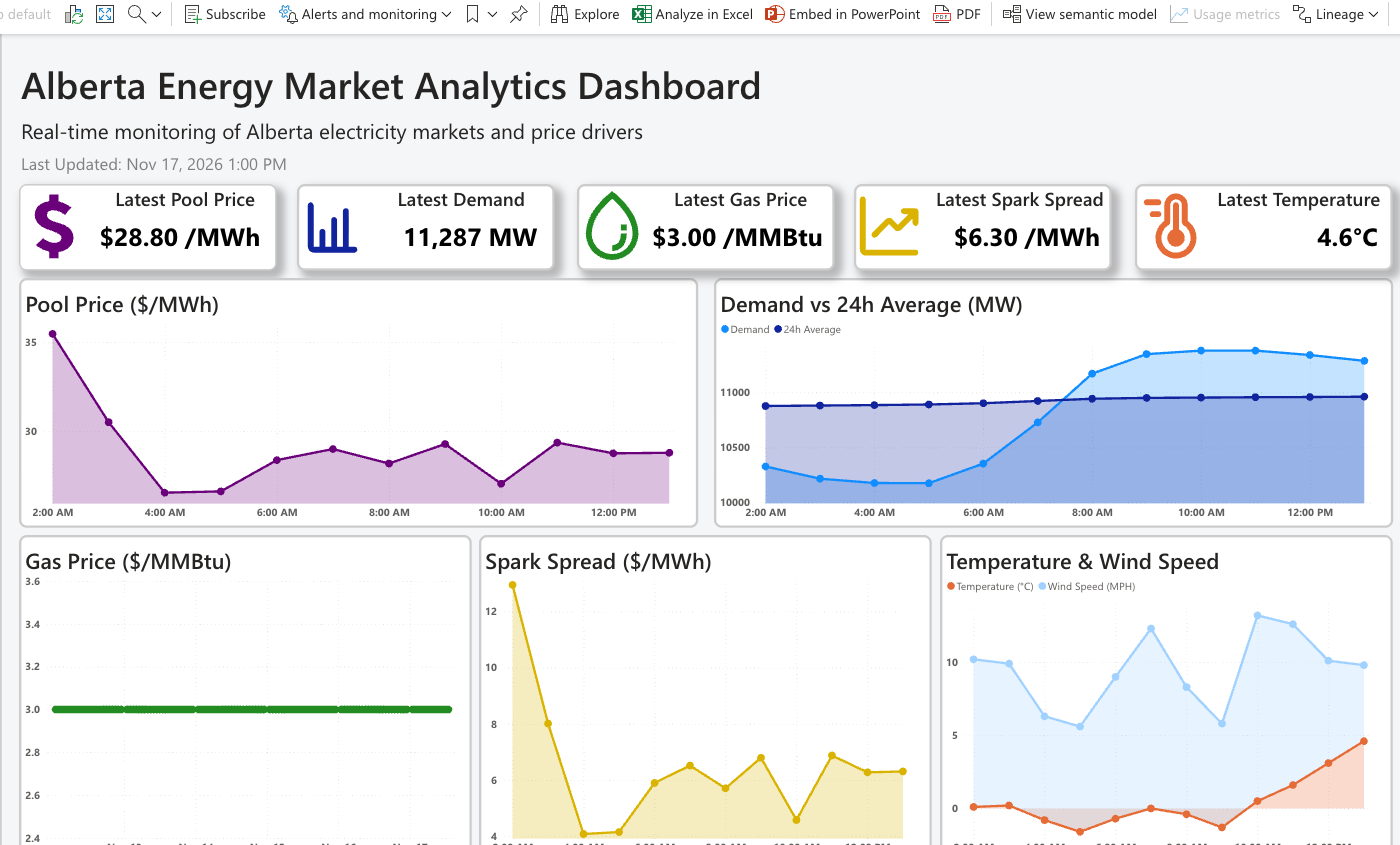 default Subscribe Alerts and monitoring Explore Analyze in Excel Embed in PowerPoint PDF View semantic model Usage metrics Lineage
Alberta Energy Market Analytics Dashboard
Real-time monitoring of Alberta electricity markets and price drivers
Last Updated: Nov 17, 2026 1:00 PM
Latest Pool Price
$28.80 /MWh
Latest Demand
11,287 MW
Latest Gas Price
$3.00 /MMBtu
Latest Spark Spread
$6.30 /MWh
Latest Temperature
4.6°C
Pool Price ($/MWh)
35
30
2:00 AM 4:00 AM 6:00 AM 8:00 AM 10:00 AM 12:00 PM
Demand vs 24h Average (MW)
Demand 24h Average
11000
10500
10000
2:00 AM 4:00 AM 6:00 AM 8:00 AM 10:00 AM 12:00 PM
Gas Price ($/MMBtu)
3.6
3.4
3.2
3.0
2.8
2.6
2.4
Spark Spread ($/MWh)
12
10
8
6
4
Temperature & Wind Speed
Temperature (°C) Wind Speed (MPH)
10
5
0